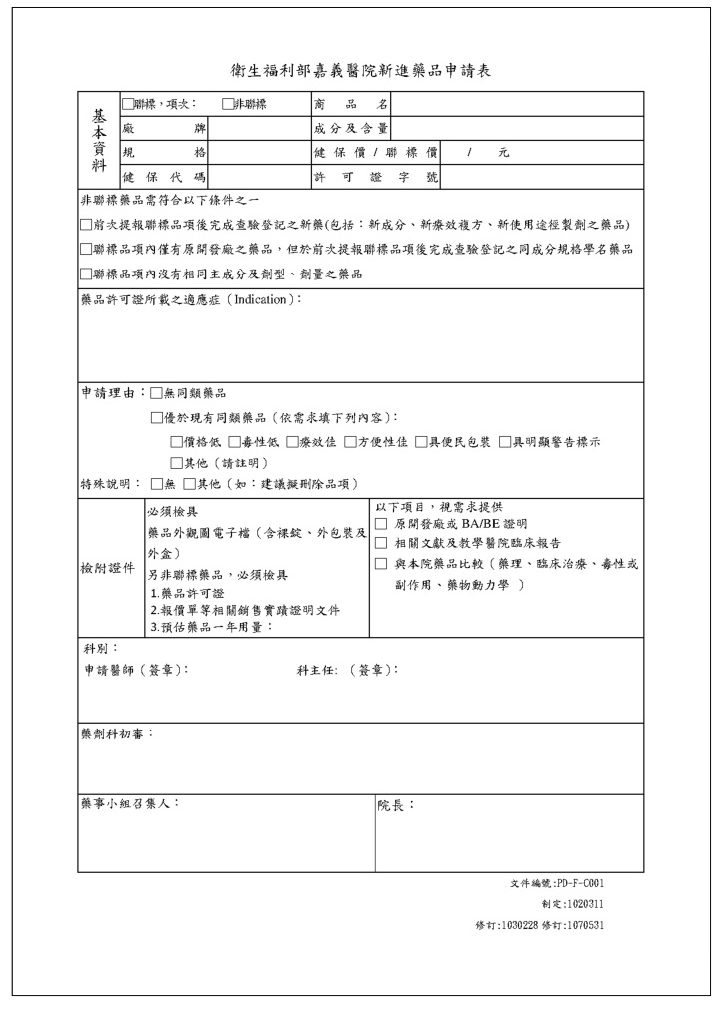 衛生福利部嘉義醫院新進藥品申請表
基本資料
□聯標，項次： □非聯標 商品名
廠牌 成分及含量
規格 健保價/聯標價 / 元
健保代碼 許可證字號
非聯標藥品需符合以下條件之一
□前次提報聯標品項後完成查驗登記之新藥(包括：新成分、新療效複方、新使用途徑製劑之藥品)
□聯標品項內僅有原開發廠之藥品，但於前次提報聯標品項後完成查驗登記之同成分規格學名藥品
□聯標品項內沒有相同主成分及劑型、劑量之藥品
藥品許可證所載之適應症（Indication）：
申請理由：□無同類藥品
□優於現有同類藥品（依需求填下列內容）：
□價格低 □毒性低 □療效佳 □方便性佳 □具便民包裝 □具明顯警告標示
□其他（請註明）
特殊說明： □無 □其他（如：建議擬刪除品項）
檢附證件
必須檢具
藥品外觀圖電子檔（含裸錠、外包裝及
外盒）
另非聯標藥品，必須檢具
1.藥品許可證
2.報價單等相關銷售實蹟證明文件
3.預估藥品一年用量：
以下項目，視需求提供
□ 原開發廠或 BA/BE 證明
□ 相關文獻及教學醫院臨床報告
□ 與本院藥品比較（藥理、臨床治療、毒性或
副作用、藥物動力學 ）
科別：
申請醫師（簽章）： 科主任: （簽章）：
藥劑科初審：
藥事小組召集人： 院長：
文件編號:PD-F-C001
制定:1020311
修訂:1030228 修訂:1070531